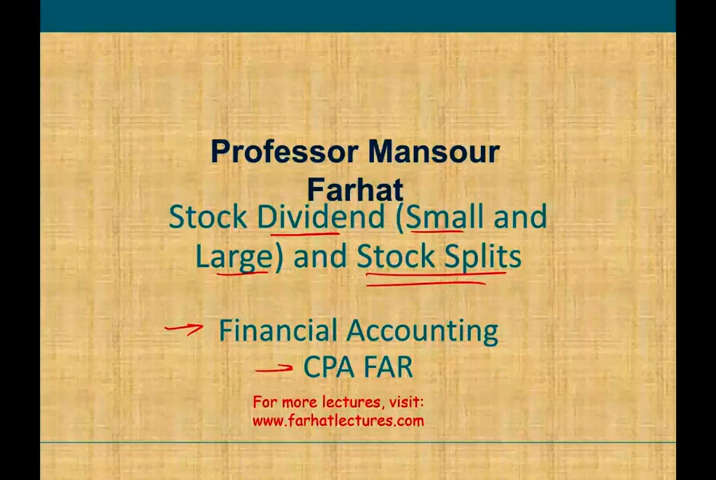 Professor Mansour
Farhat
Stock Dividend (Small and
Large) and Stock Splits
Financial Accounting
CPA FAR
For more lectures, visit:
www.farhatlectures.com